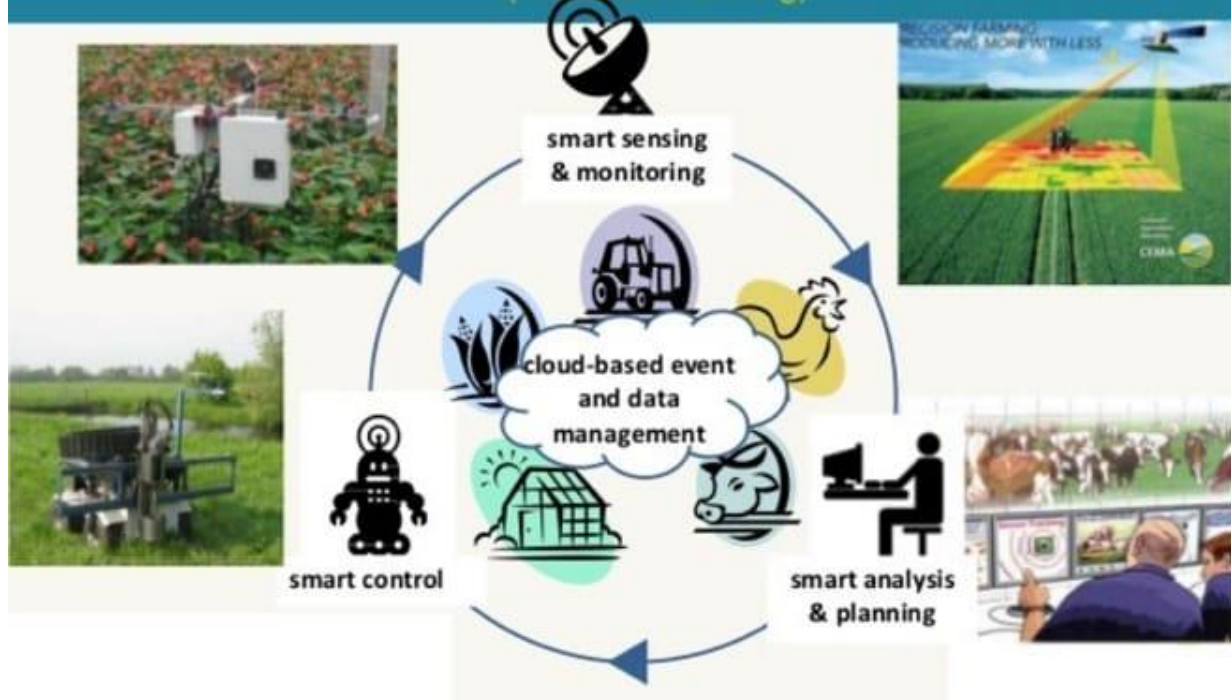 PRECISION FARMING:
PRODUCING MORE WITH LESS
smart sensing
& monitoring
CEMA
cloud-based event
and data
management
smart control
smart analysis
& planning